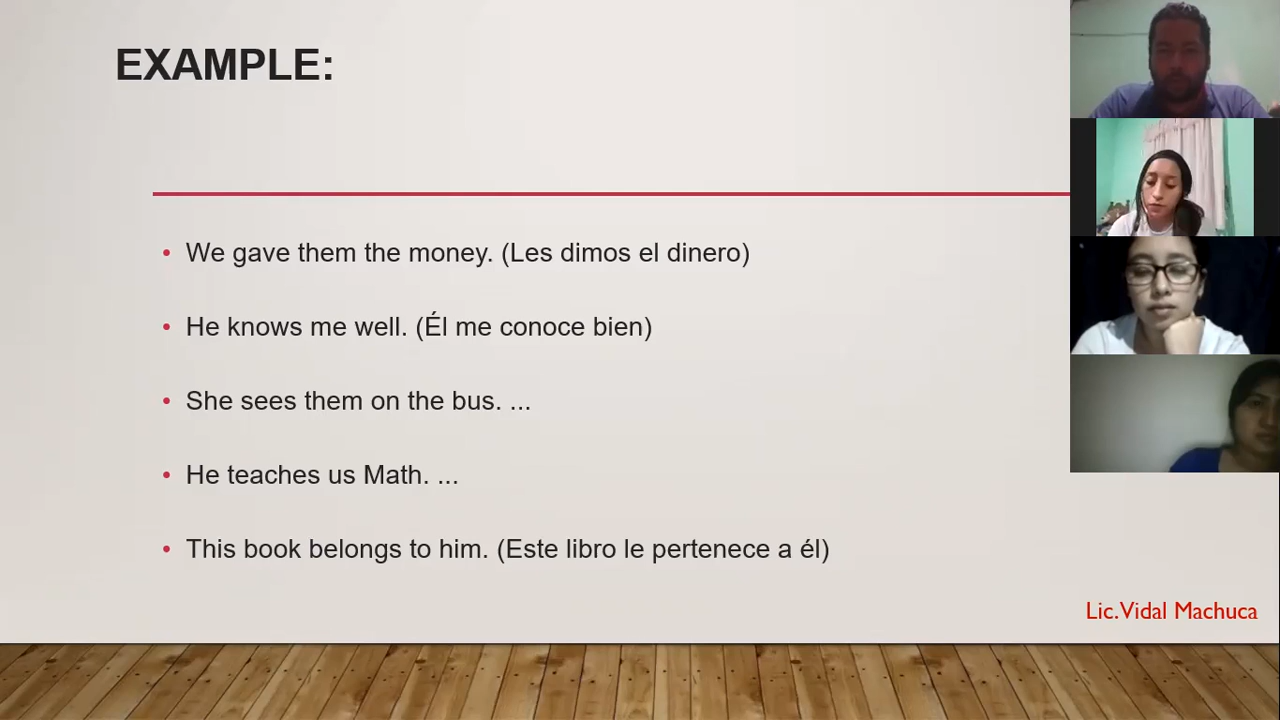 EXAMPLE:
• We gave them the money. (Les dimos el dinero)
• He knows me well. (Él me conoce bien)
• She sees them on the bus. ...
• He teaches us Math. ...
• This book belongs to him. (Este libro le pertenece a él)
Lic.Vidal Machuca